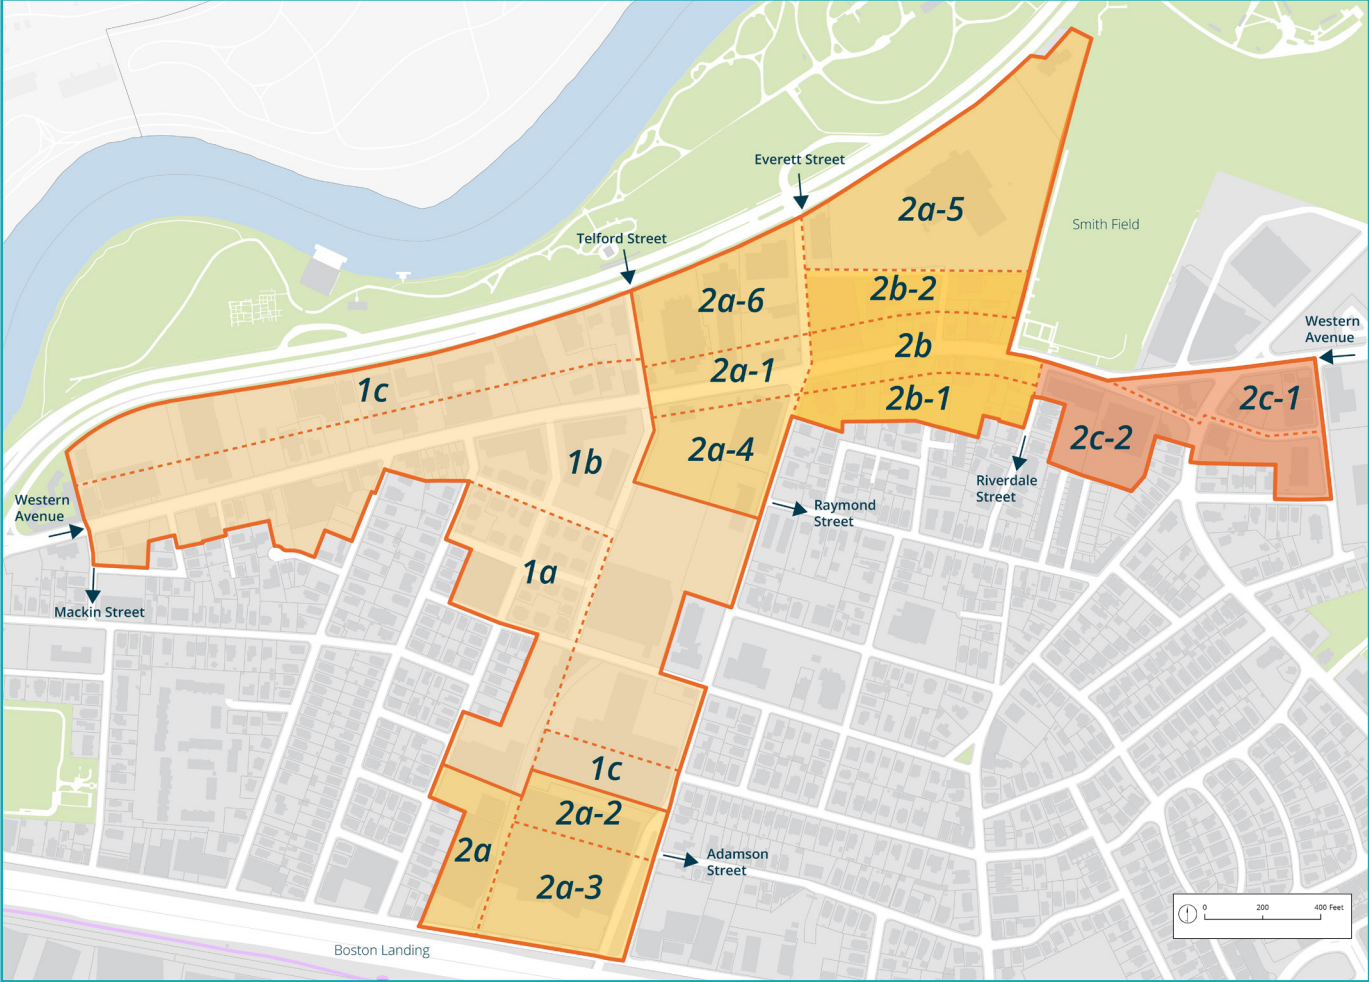 Everett Street
2a-5
Smith Field
Telford Street
2b-2
2a-6
Western
Avenue
2b
2a-1
1c
2b-1
2c-1
2c-2
2a-4
1b
Riverdale
Street
Western
Avenue
Raymond
Street
1a
Mackin Street
1c
2a-2
2a
Adamson
Street
2a-3
0 200 400 Feet
Boston Landing